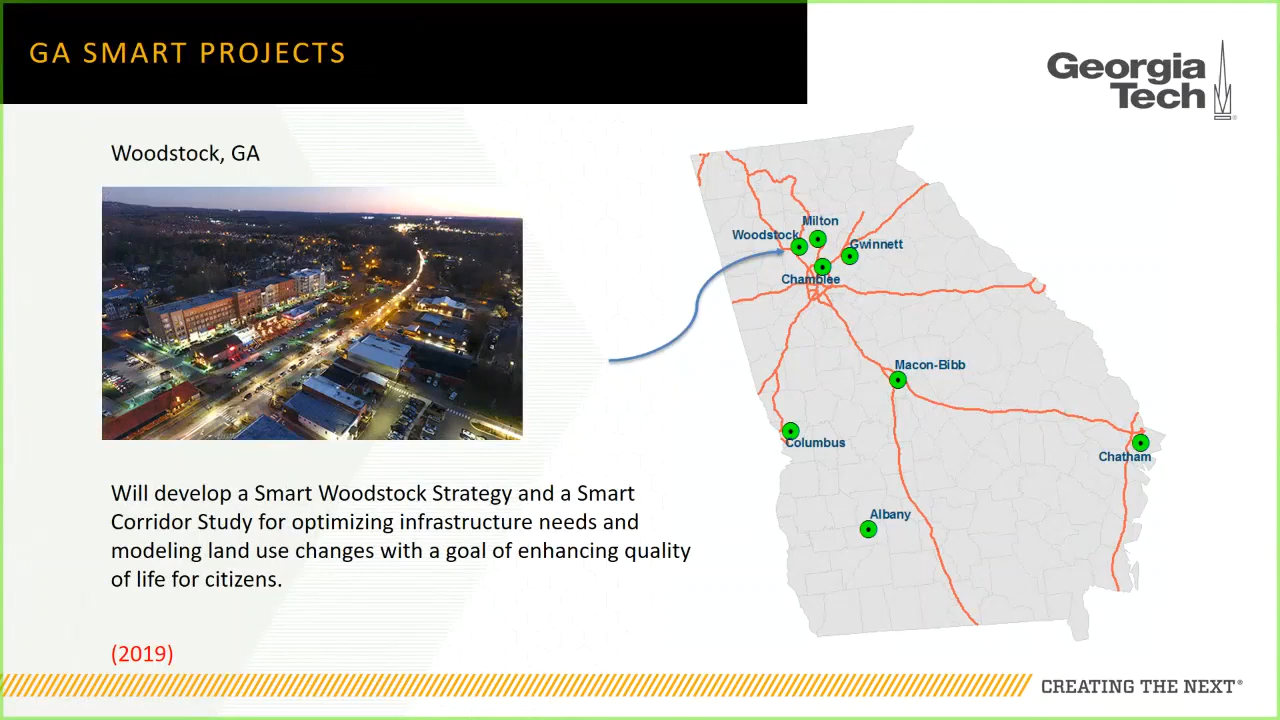 GA SMART PROJECTS
Georgia
Tech
Woodstock, GA
Milton
Woodstock
Gwinnett
Chamblee
Macon-Bibb
Columbus
Chatham
Albany
Will develop a Smart Woodstock Strategy and a Smart
Corridor Study for optimizing infrastructure needs and
modeling land use changes with a goal of enhancing quality
of life for citizens.
(2019)
CREATING THE NEXT®